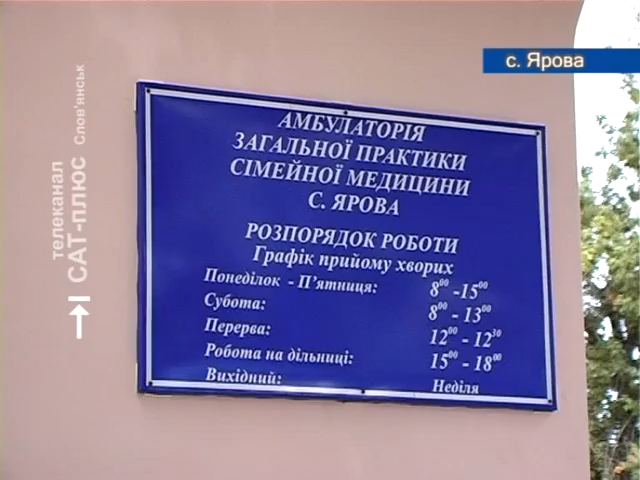 с. Ярова
телеканал
САТ-плюс Слов'янськ
АМБУЛАТОРІЯ
ЗАГАЛЬНОЇ ПРАКТИКИ
СІМЕЙНОЇ МЕДИЦИНИ
С. ЯРОВА
РОЗПОРЯДОК РОБОТИ
Графік прийому хворих
Понеділок - П'ятниця: 8⁰⁰ -15⁰⁰
Субота: 8⁰⁰ - 13⁰⁰
Перерва: 12⁰⁰ - 12³⁰
Робота на дільниці: 15⁰⁰ - 18⁰⁰
Вихідний: Неділя